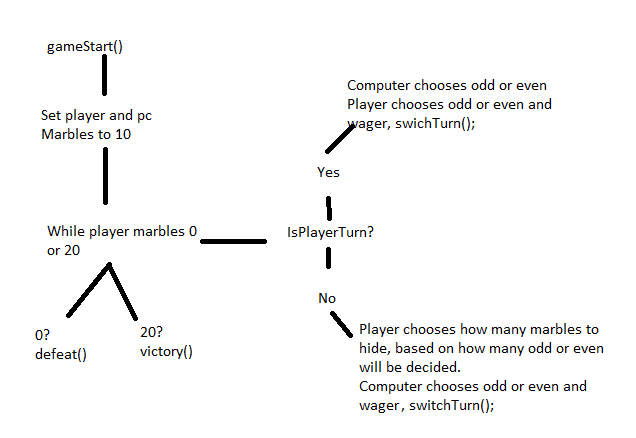 gameStart()
Set player and pc
Marbles to 10
While player marbles 0
or 20
0?
defeat()
20?
victory()
IsPlayerTurn?
Yes
Computer chooses odd or even
Player chooses odd or even and
wager, swichTurn();
No
Player chooses how many marbles to
hide, based on how many odd or even
will be decided.
Computer chooses odd or even and
wager, switchTurn();